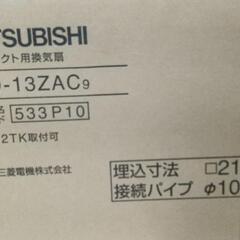 TSUBISHI
クト用換気扇
-13ZAC9
ド 533P10
2TK取付可
三菱電機株式会社
埋込寸法 □21
接続パイプ φ10